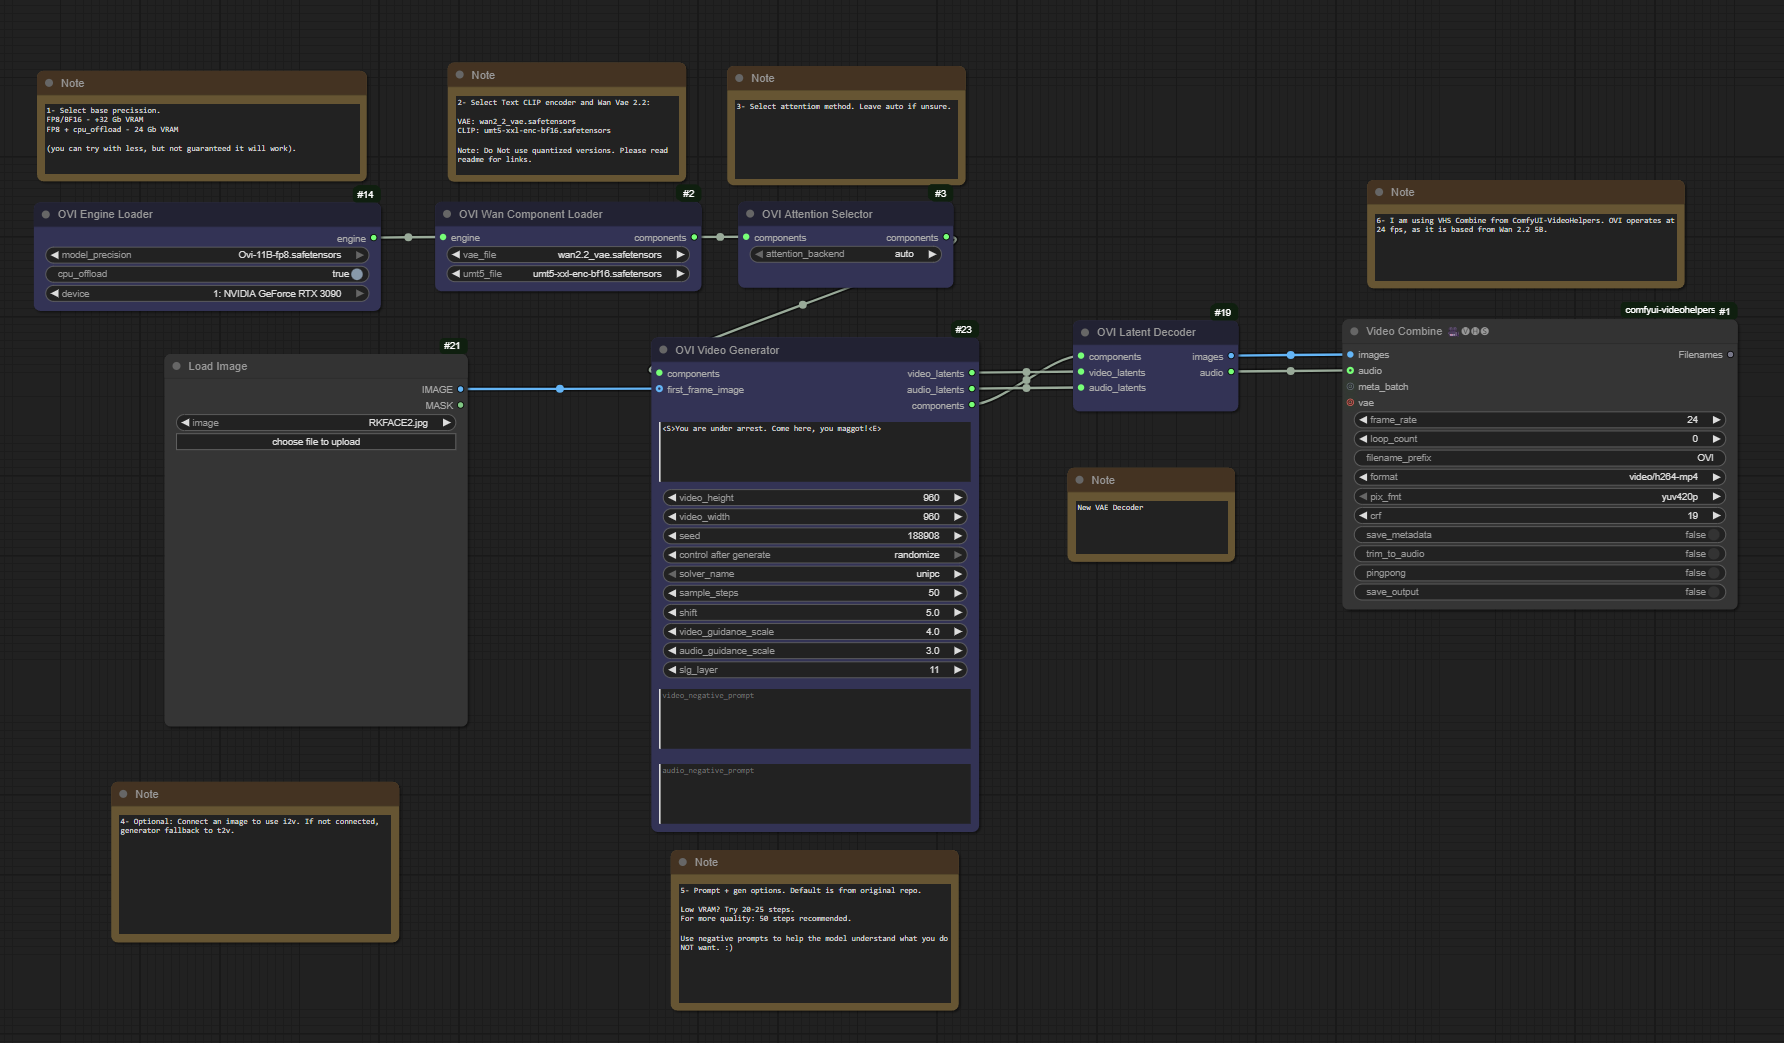 Note
1- Select base precission.
FP8/BF16 - +32 Gb VRAM
FP8 + cpu_offload - 24 Gb VRAM
(you can try with less, but not guaranteed it will work).
Note
2- Select Text CLIP encoder and Wan Vae 2.2:
VAE: wan2_2_vae.safetensors
CLIP: umt5-xxl-enc-bf16.safetensors
Note: Do Not use quantized versions. Please read
readme for links.
Note
3- Select attentiom method. Leave auto if unsure.
#14
OVI Engine Loader
engine
model_precision Ovi-11B-fp8.safetensors
cpu_offload true
device 1: NVIDIA GeForce RTX 3090
#2
OVI Wan Component Loader
engine components
vae_file wan2.2_vae.safetensors
umt5_file umt5-xxl-enc-bf16.safetensors
#3
OVI Attention Selector
components components
attention_backend auto
Note
6- I am using VHS Combine from ComfyUI-VideoHelpers. OVI operates at
24 fps, as it is based from Wan 2.2 5B.
#21
Load Image
IMAGE
MASK
image RKFACE2.jpg
choose file to upload
#23
OVI Video Generator
components video_latents
first_frame_image audio_latents
components
<S>You are under arrest. Come here, you maggot!<E>
video_height 960
video_width 960
seed 188908
control after generate randomize
solver_name unipc
sample_steps 50
shift 5.0
video_guidance_scale 4.0
audio_guidance_scale 3.0
slg_layer 11
video_negative_prompt
audio_negative_prompt
#19
OVI Latent Decoder
components images
video_latents audio
audio_latents
Note
New VAE Decoder
comfyui-videohelpers #1
Video Combine 🎥🅥🅗🅢
images Filenames
audio
meta_batch
vae
frame_rate 24
loop_count 0
filename_prefix OVI
format video/h264-mp4
pix_fmt yuv420p
crf 19
save_metadata false
trim_to_audio false
pingpong false
save_output false
Note
4- Optional: Connect an image to use i2v. If not connected,
generator fallback to t2v.
Note
5- Prompt + gen options. Default is from original repo.
Low VRAM? Try 20-25 steps.
For more quality: 50 steps recommended.
Use negative prompts to help the model understand what you do
NOT want. :)